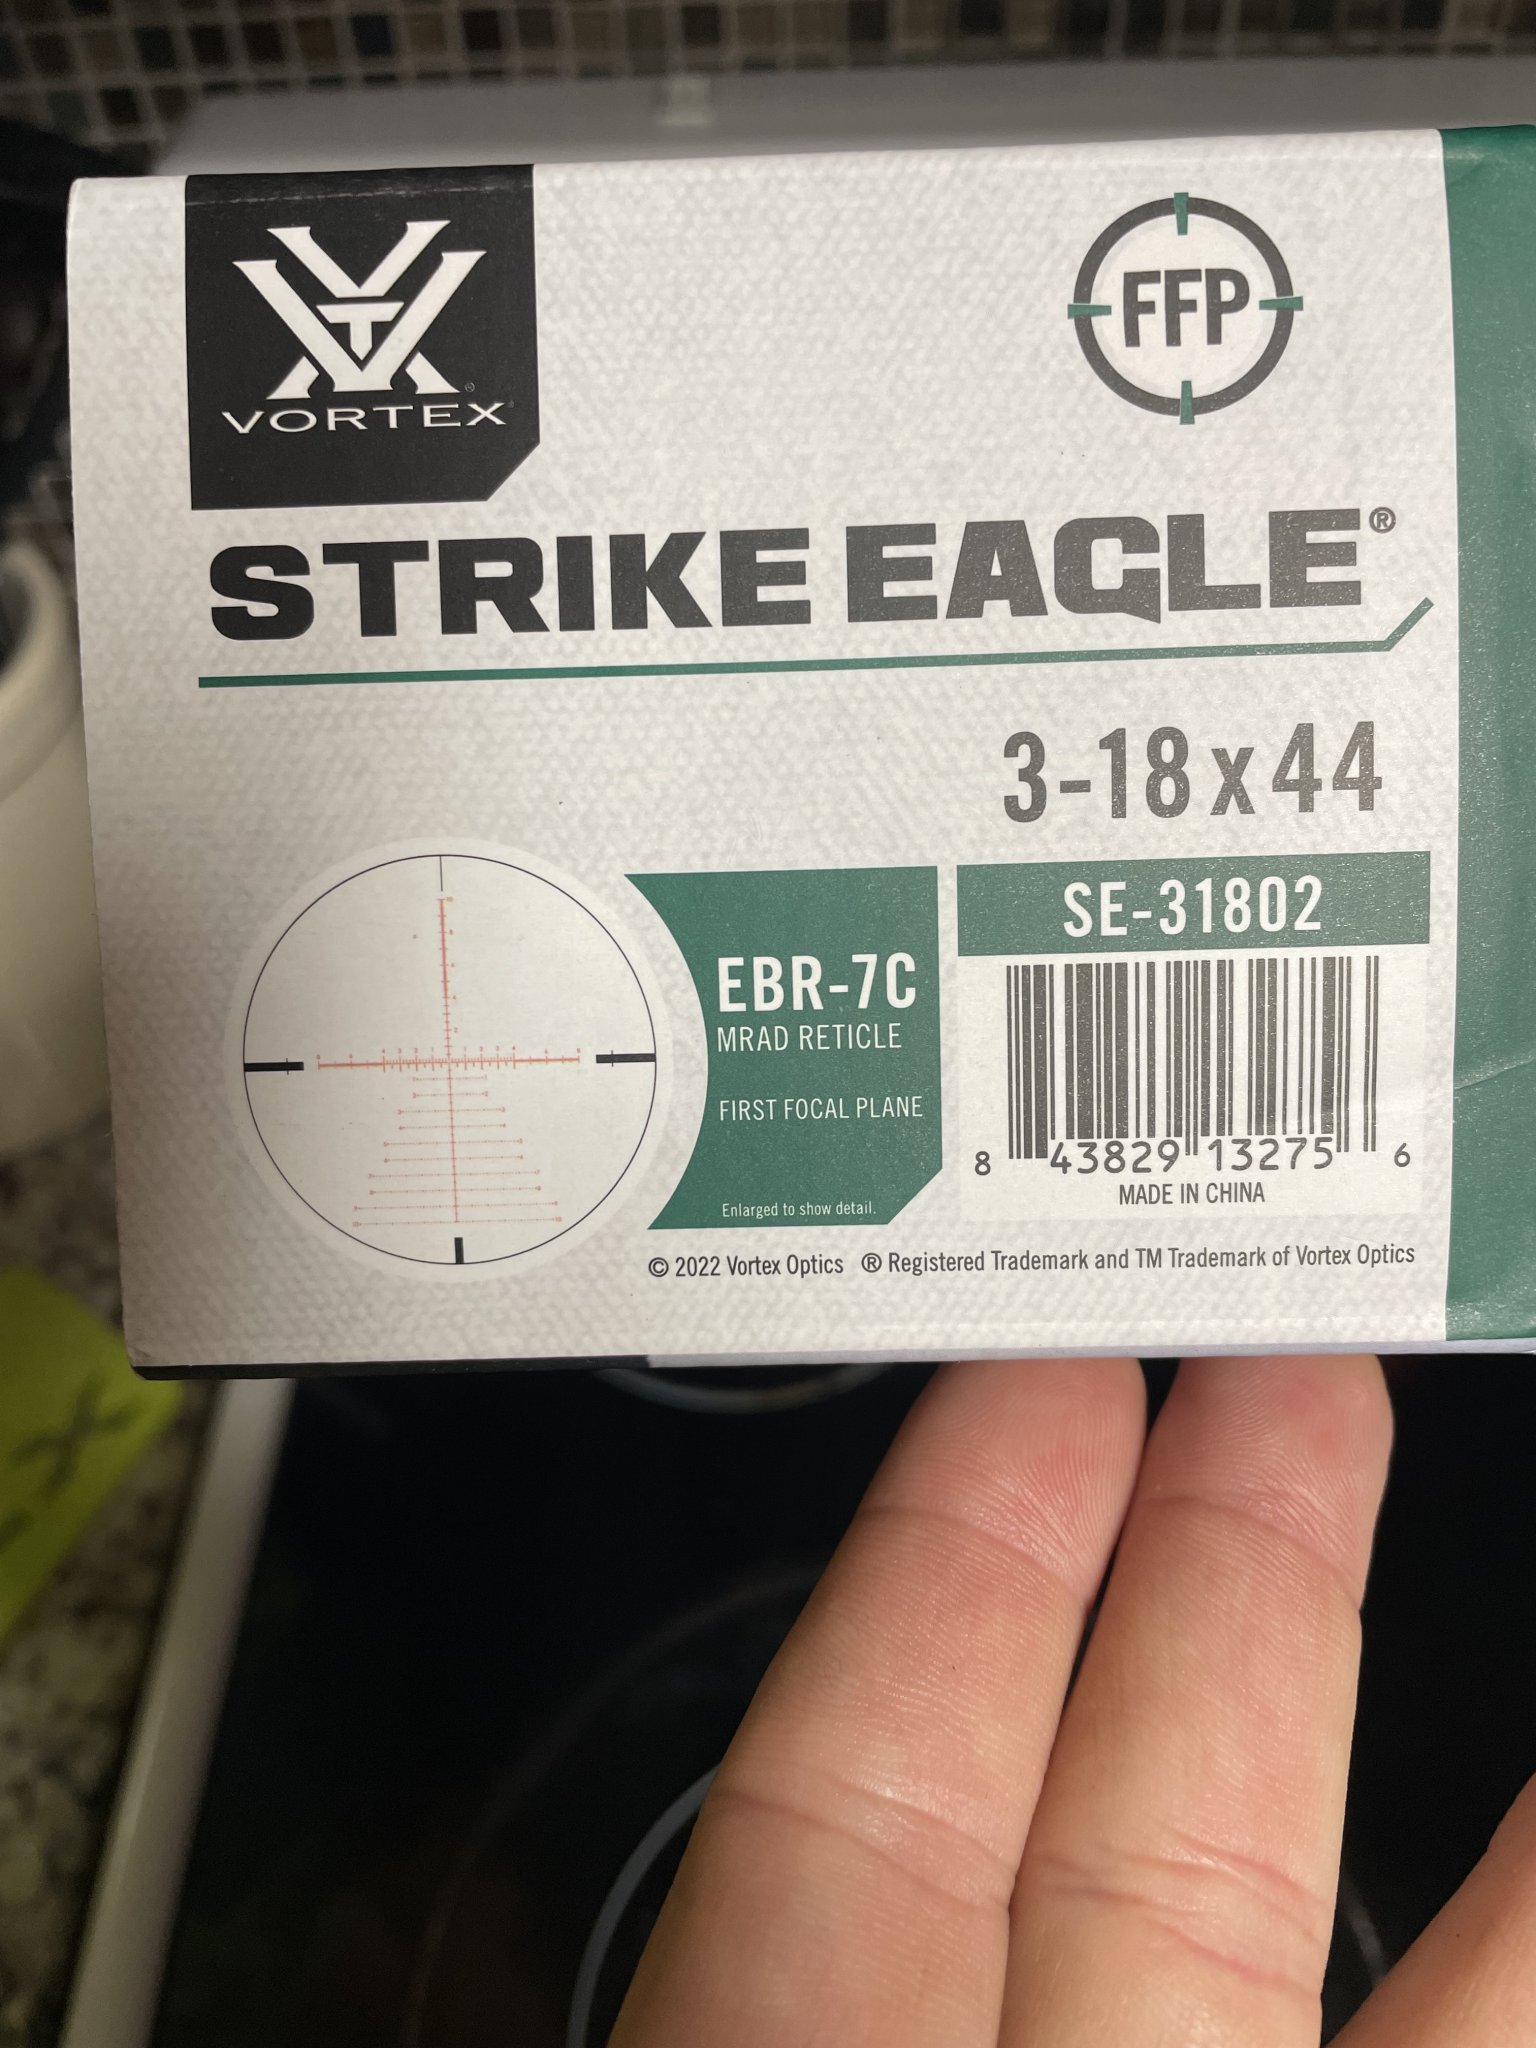 VORTEX®
FFP
STRIKE EAGLE®
3-18x44
SE-31802
EBR-7C
MRAD RETICLE
FIRST FOCAL PLANE
Enlarged to show detail.
8 43829 13275 6
MADE IN CHINA
© 2022 Vortex Optics ® Registered Trademark and TM Trademark of Vortex Optics